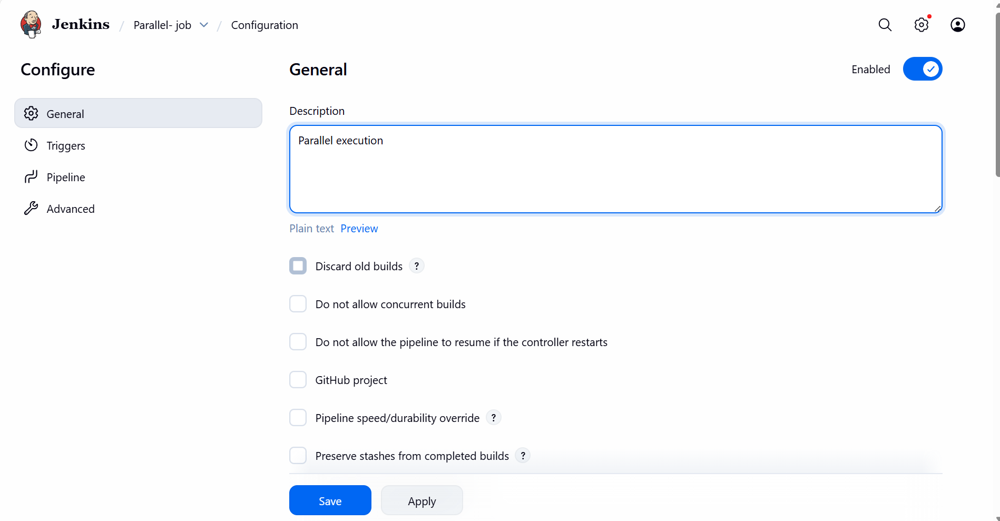 Jenkins / Parallel- job / Configuration
Configure
General
Triggers
Pipeline
Advanced
General
Enabled
Description
Parallel execution
Plain text Preview
Discard old builds ?
Do not allow concurrent builds
Do not allow the pipeline to resume if the controller restarts
GitHub project
Pipeline speed/durability override ?
Preserve stashes from completed builds ?
Save Apply